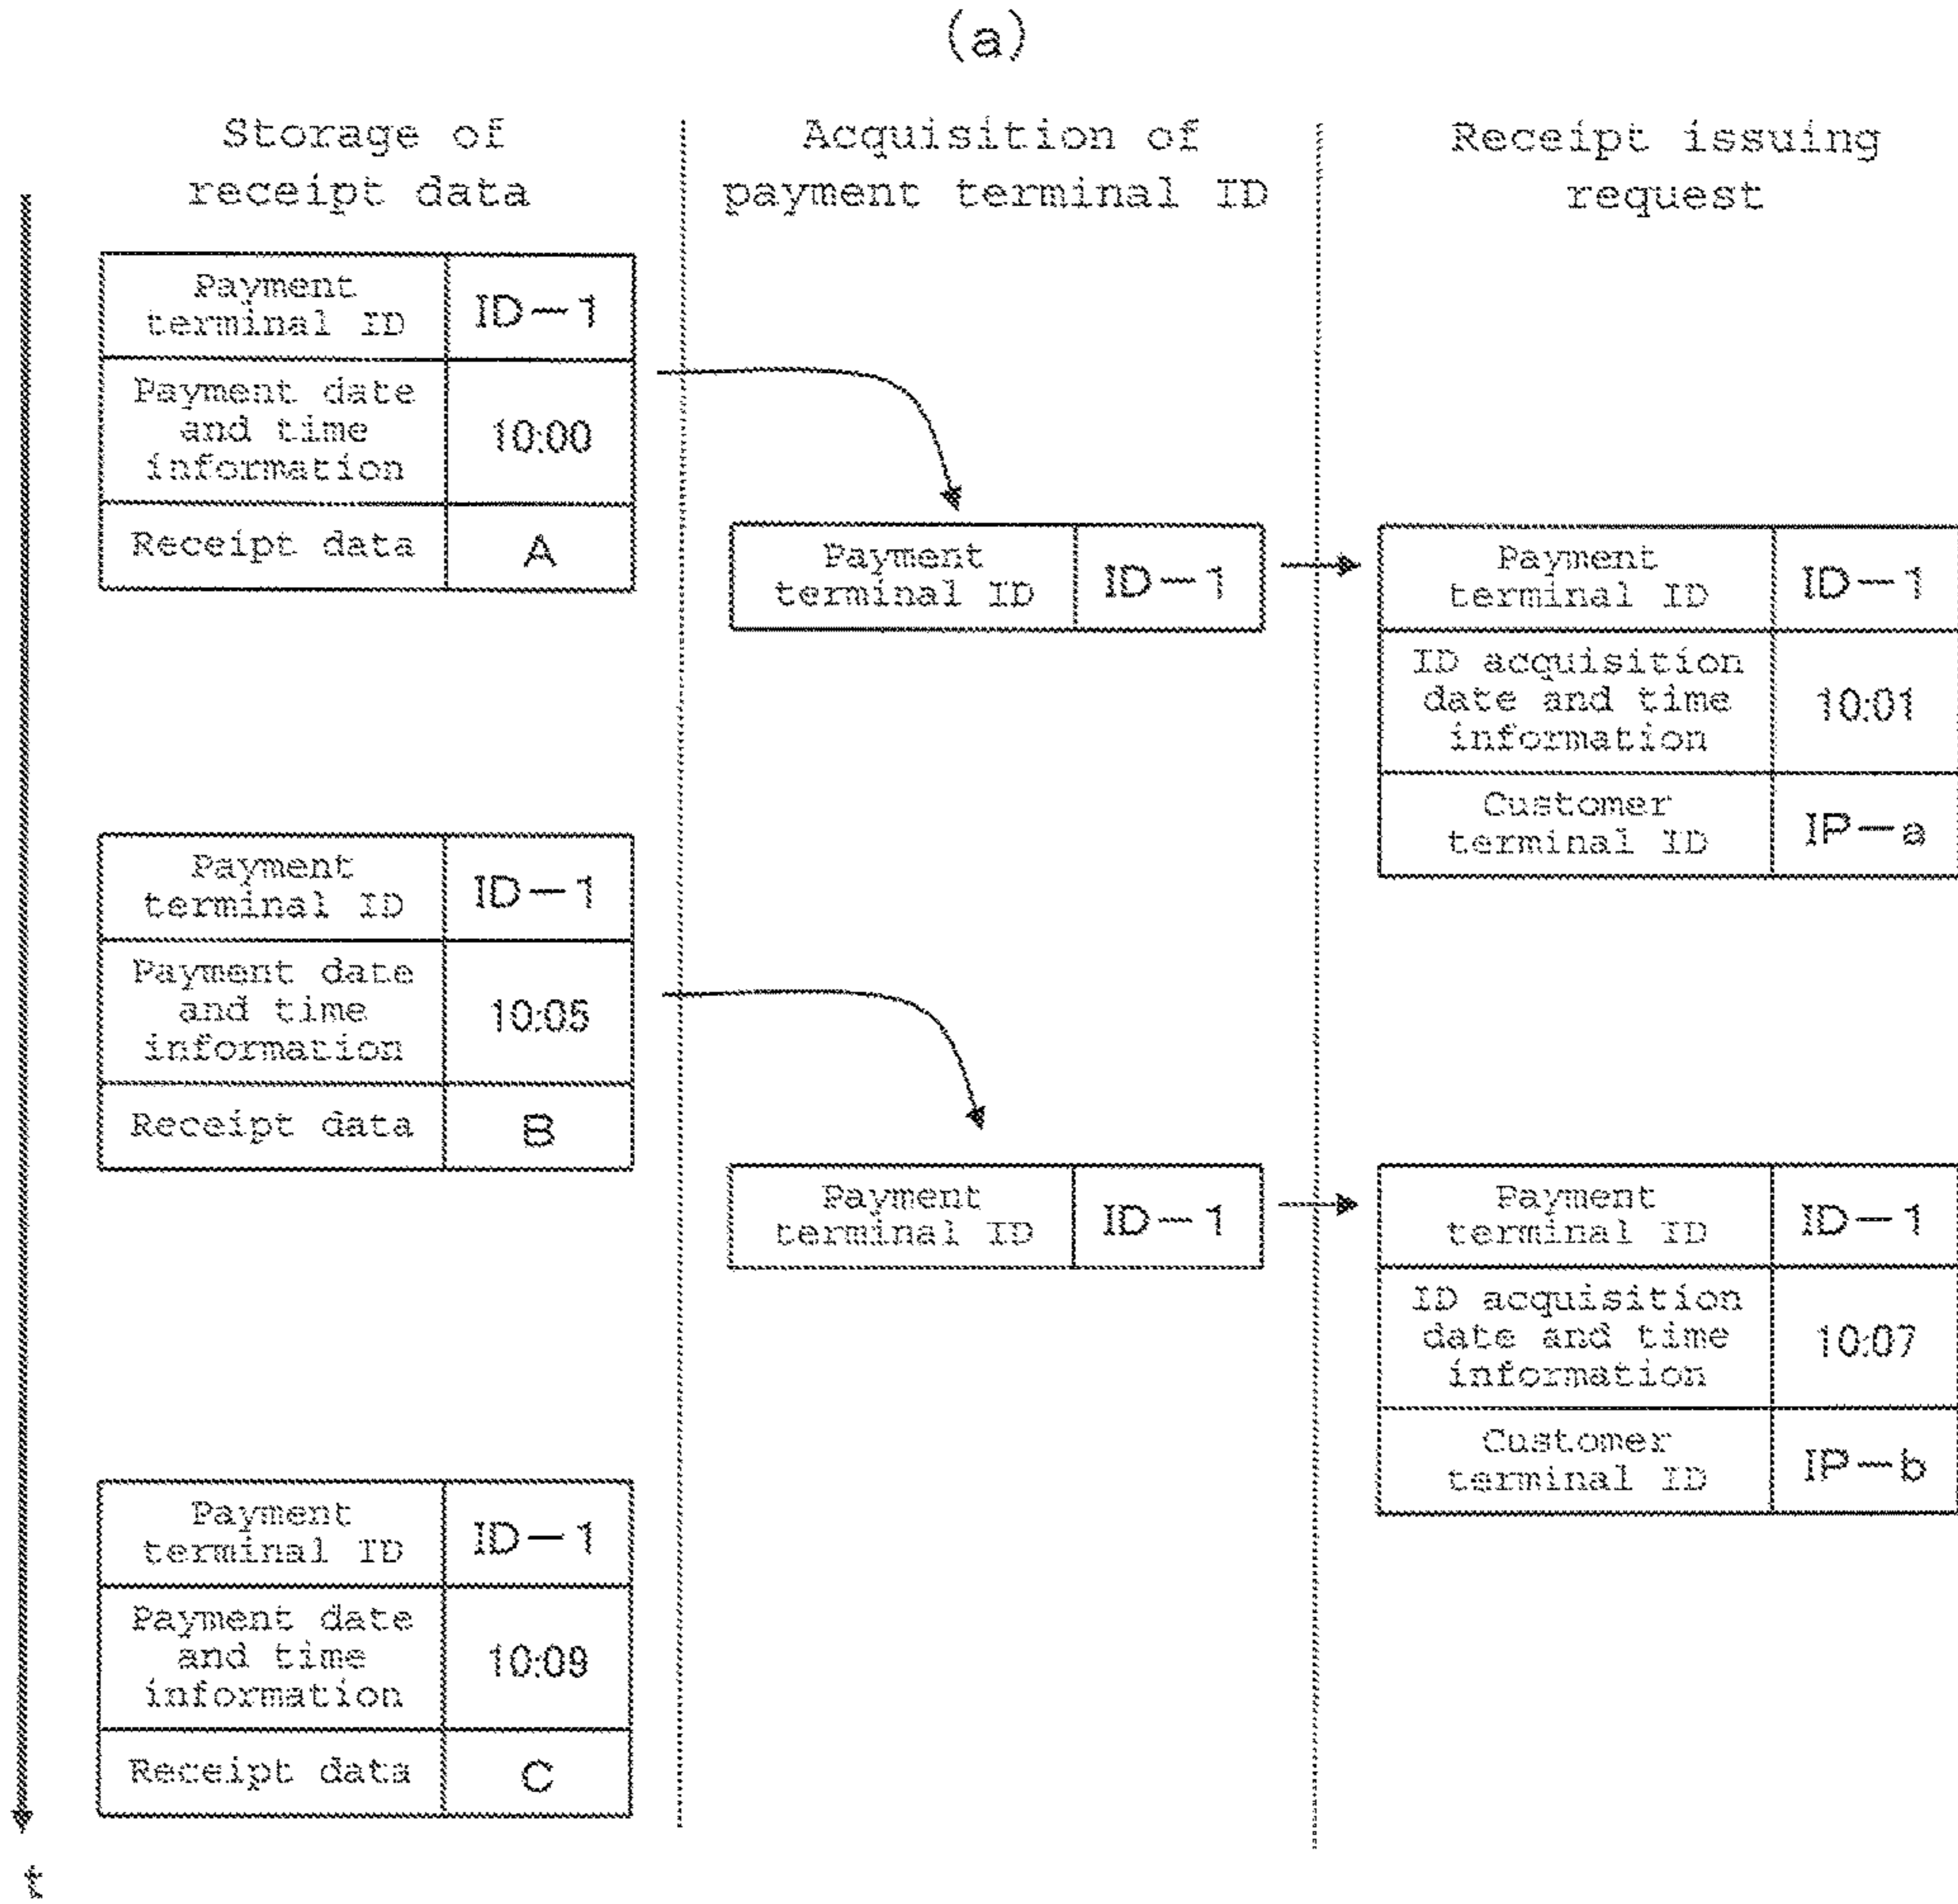 (a)
Storage of
receipt data
Acquisition of
payment terminal ID
Receipt issuing
request
Payment
terminal ID
ID-1
Payment date
and time
information
10:00
Receipt data
A
Payment
terminal ID
ID-1
Payment
terminal ID
ID-1
ID acquisition
date and time
information
10:01
Customer
terminal ID
IP-a
Payment
terminal ID
ID-1
Payment date
and time
information
10:05
Receipt data
B
Payment
terminal ID
ID-1
Payment
terminal ID
ID-1
ID acquisition
date and time
information
10:07
Customer
terminal ID
IP-b
Payment
terminal ID
ID-1
Payment date
and time
information
10:09
Receipt data
C
t